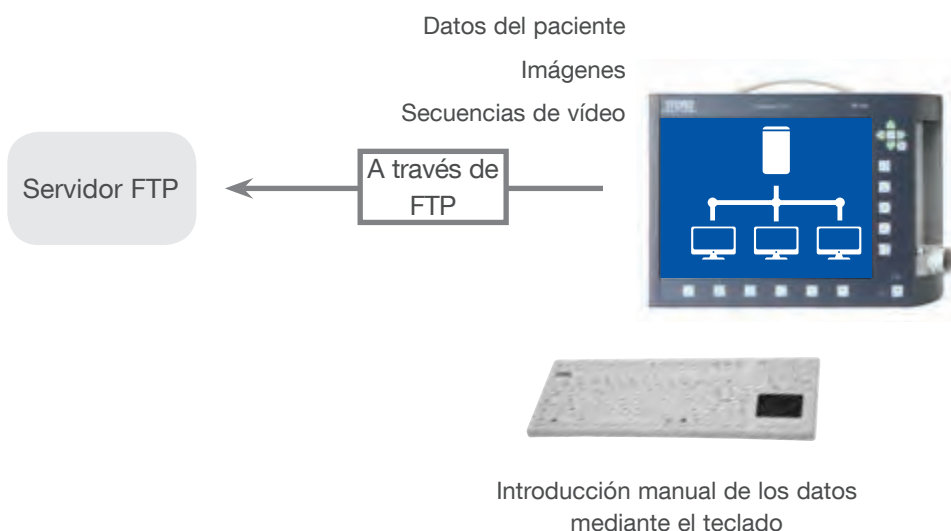 Datos del paciente
Imágenes
Secuencias de vídeo
Servidor FTP
A través de
FTP
Introducción manual de los datos
mediante el teclado